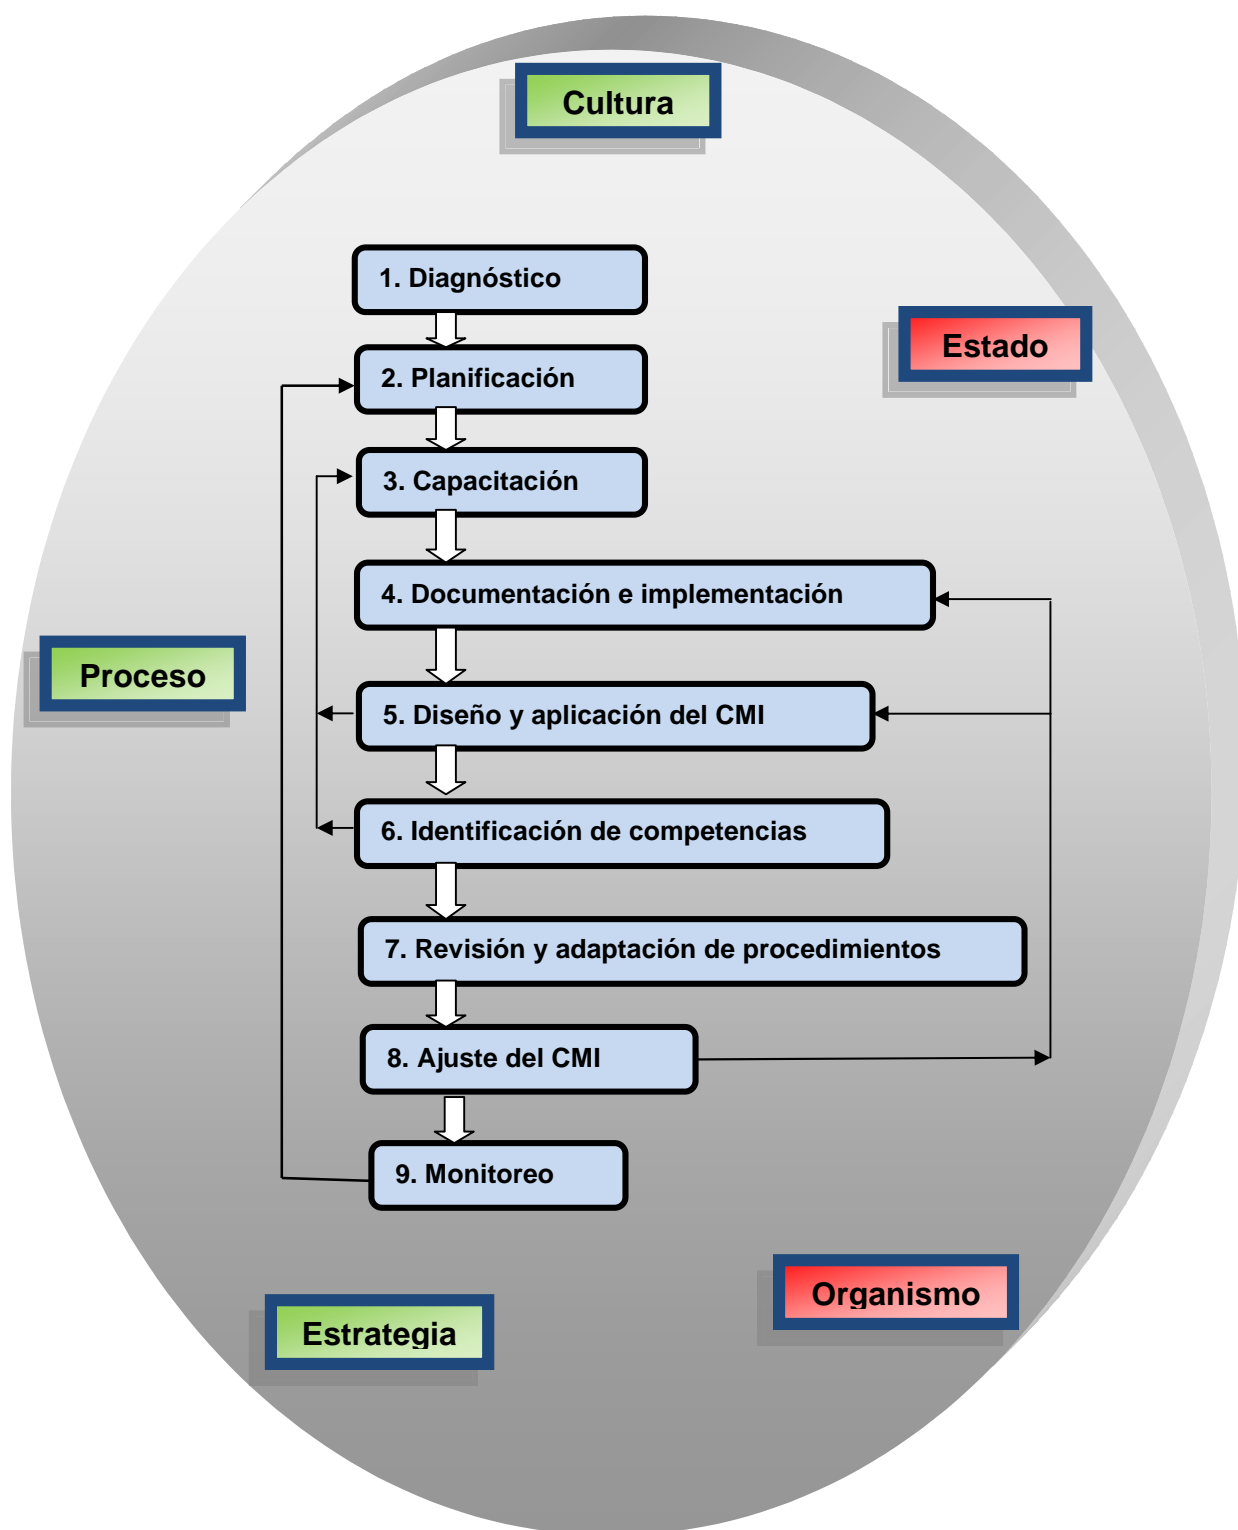 Cultura
1. Diagnóstico
Estado
2. Planificación
3. Capacitación
4. Documentación e implementación
Proceso
5. Diseño y aplicación del CMI
6. Identificación de competencias
7. Revisión y adaptación de procedimientos
8. Ajuste del CMI
9. Monitoreo
Organismo
Estrategia